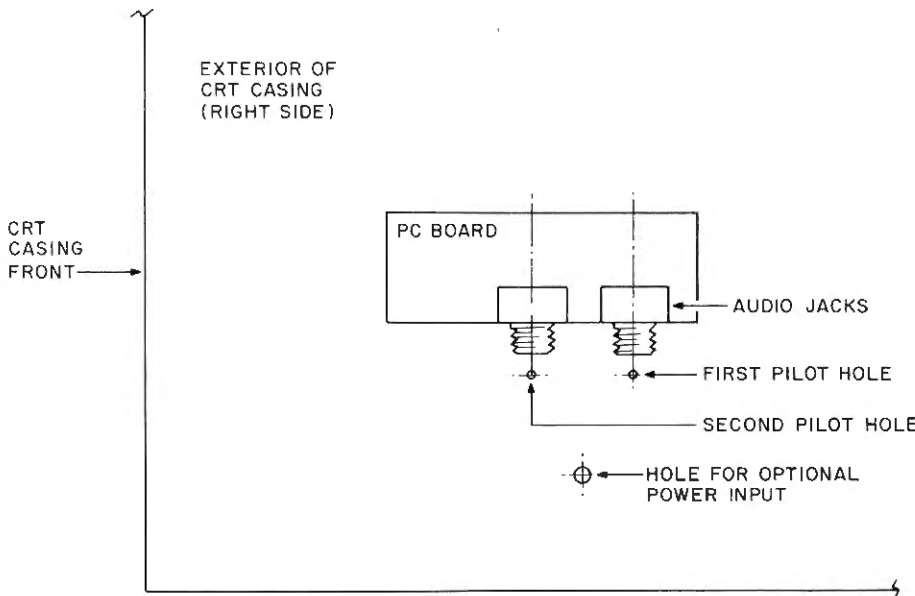 EXTERIOR OF
CRT CASING
(RIGHT SIDE)
CRT
CASING
FRONT
PC BOARD
AUDIO JACKS
FIRST PILOT HOLE
SECOND PILOT HOLE
HOLE FOR OPTIONAL
POWER INPUT